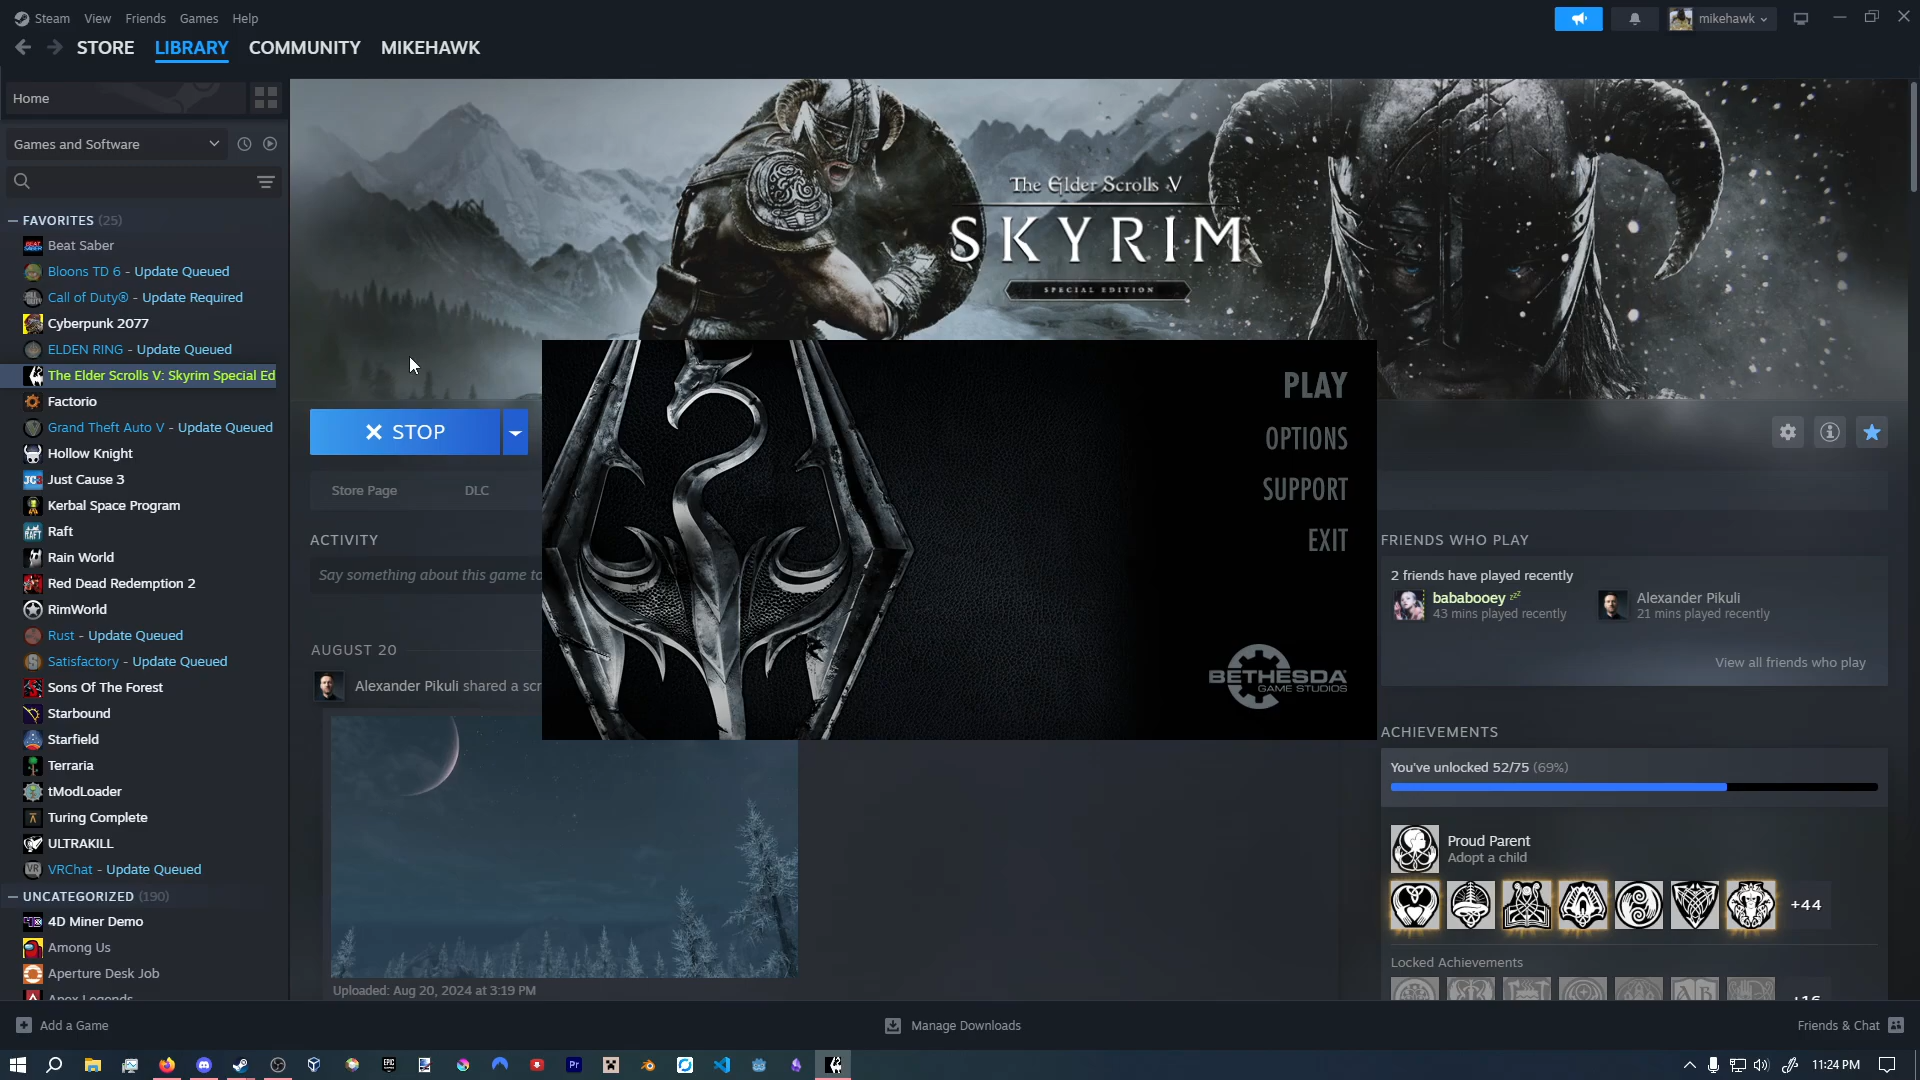 Steam View Friends Games Help
mikehawk
STORE LIBRARY COMMUNITY MIKEHAWK
Home
Games and Software
FAVORITES (25)
Beat Saber
Bloons TD 6 - Update Queued
Call of Duty® - Update Required
Cyberpunk 2077
ELDEN RING - Update Queued
The Elder Scrolls V: Skyrim Special Ed
Factorio
Grand Theft Auto V - Update Queued
Hollow Knight
Just Cause 3
Kerbal Space Program
Raft
Rain World
Red Dead Redemption 2
RimWorld
Rust - Update Queued
Satisfactory - Update Queued
Sons Of The Forest
Starbound
Starfield
Terraria
tModLoader
Turing Complete
ULTRAKILL
VRChat - Update Queued
UNCATEGORIZED (190)
4D Miner Demo
Among Us
Aperture Desk Job
Apex Legends
The Elder Scrolls V
SKYRIM
SPECIAL EDITION
STOP
Store Page DLC
ACTIVITY
Say something about this game to
AUGUST 20
Alexander Pikuli shared a scr
Uploaded: Aug 20, 2024 at 3:19 PM
PLAY
OPTIONS
SUPPORT
EXIT
BETHESDA
GAME STUDIOS
FRIENDS WHO PLAY
2 friends have played recently
bababooey zzZ
43 mins played recently
Alexander Pikuli
21 mins played recently
View all friends who play
ACHIEVEMENTS
You've unlocked 52/75 (69%)
Proud Parent
Adopt a child
+44
Locked Achievements
+16
Add a Game
Manage Downloads
Friends & Chat
11:24 PM